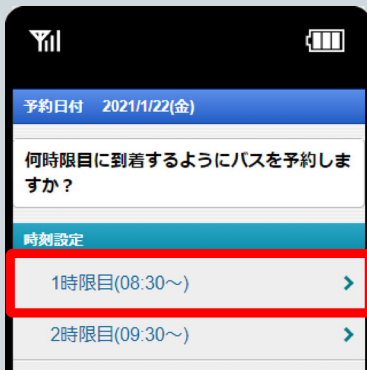 予約日付 2021/1/22(金)
何時限目に到着するようにバスを予約しま
すか？
時刻設定
1時限目(08:30～)
2時限目(09:30～)